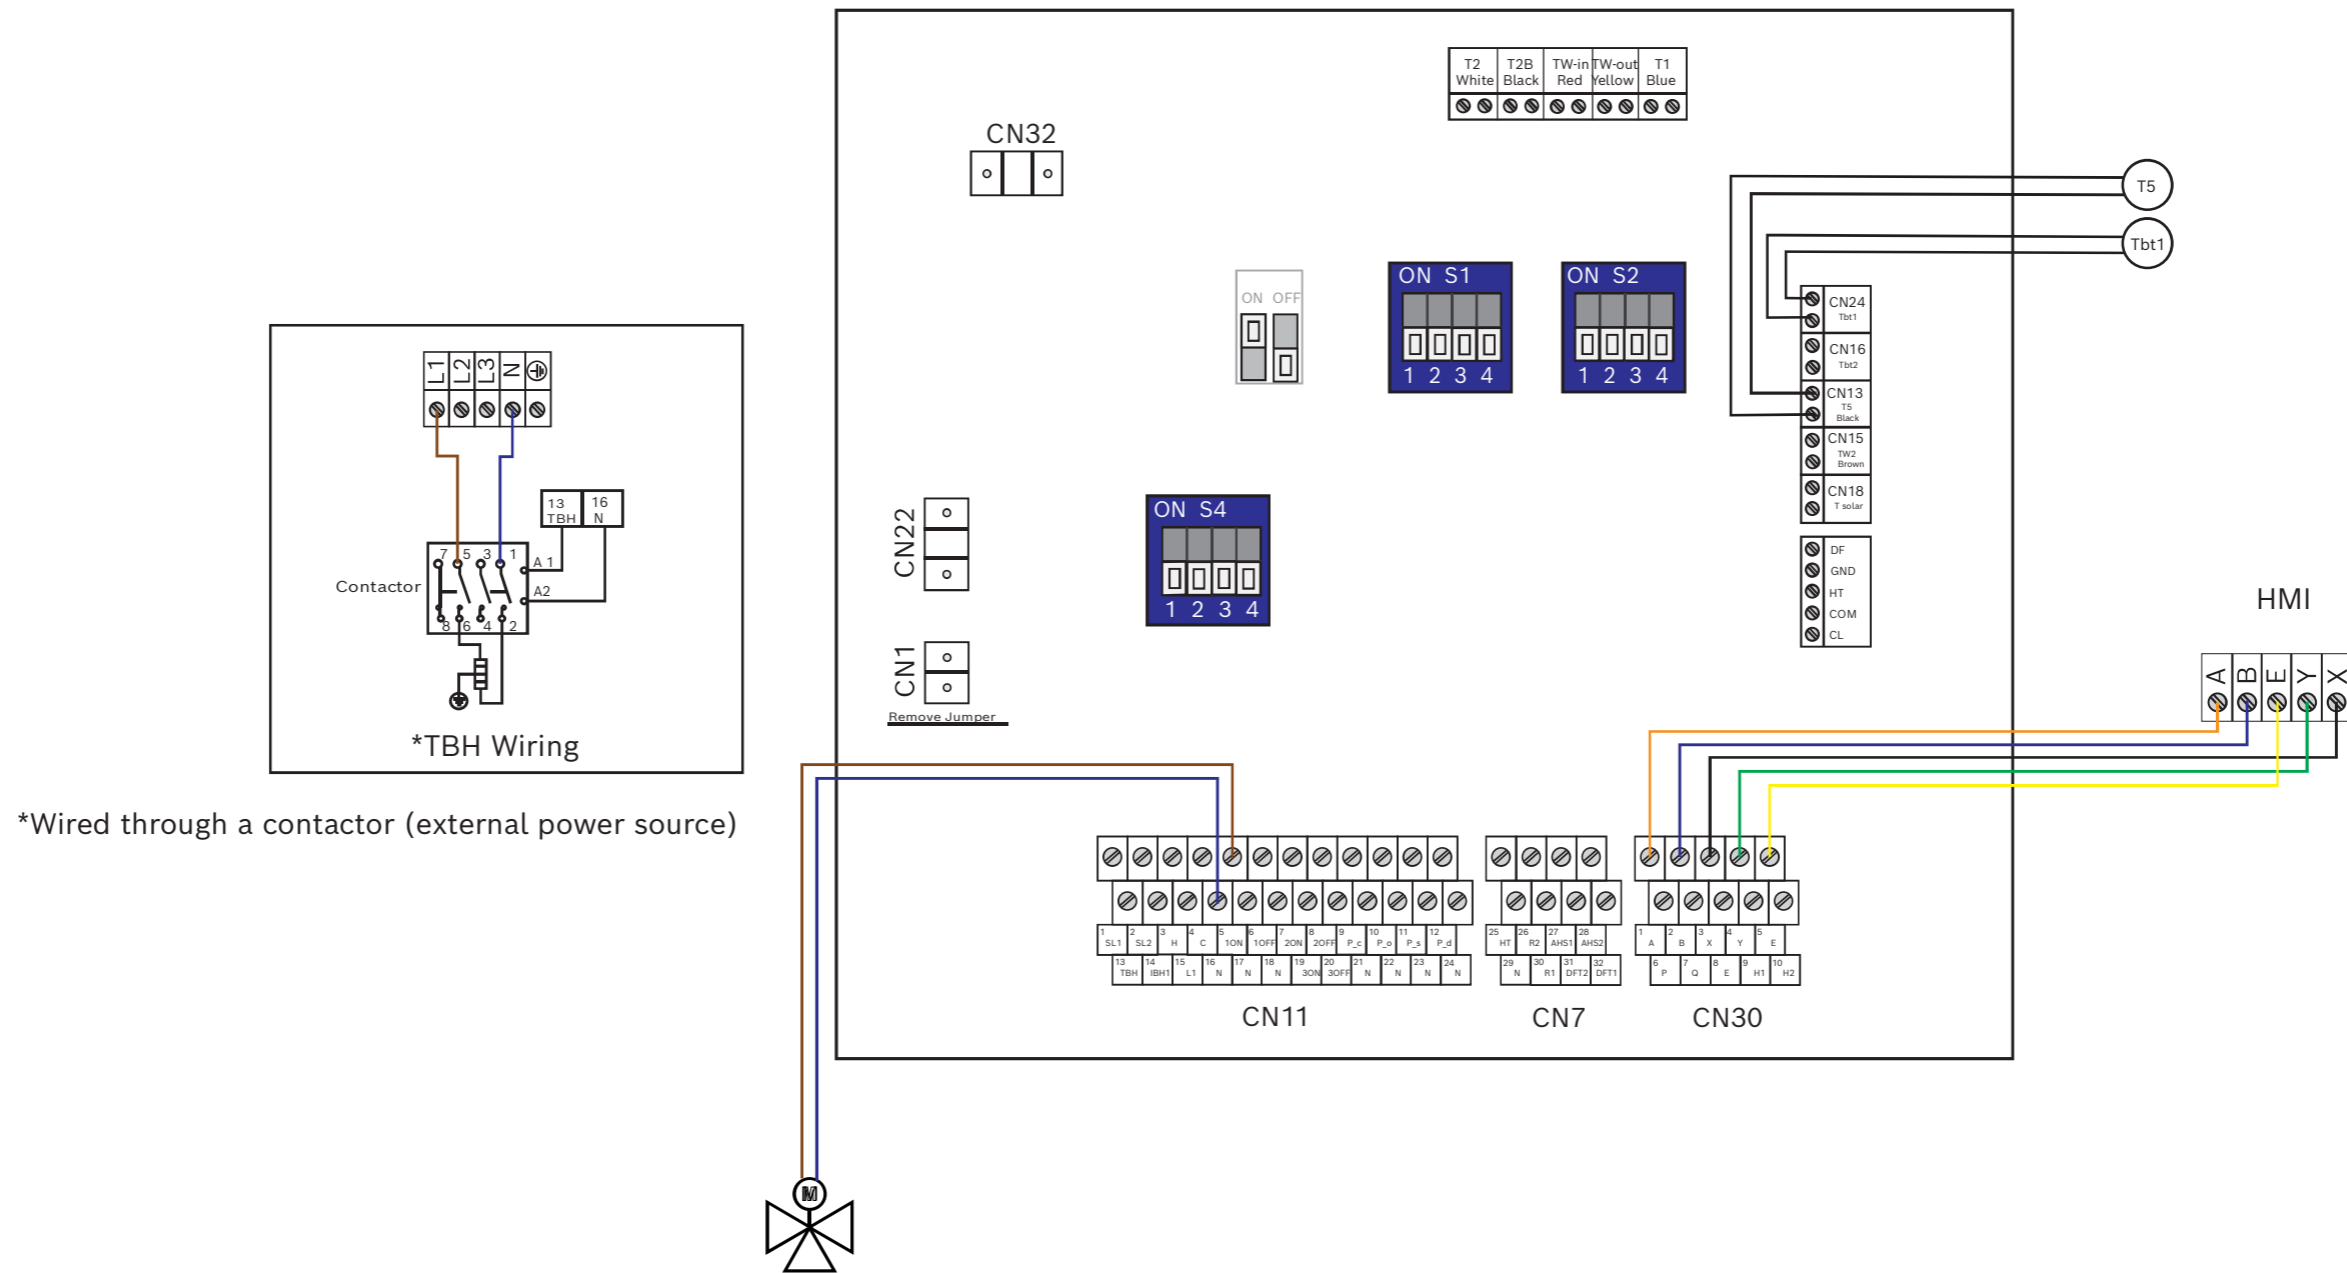 T2 T2B TW-in TW-out T1
White Black Red Yellow Blue
CN32
T5
Tbt1
ON OFF
ON S1
1 2 3 4
ON S2
1 2 3 4
CN24
Tbt1
CN16
Tbt2
CN13
T5
Black
CN15
TW2
Brown
CN18
T solar
DF
GND
HT
COM
CL
L1 L2 L3 N
13 16
TBH N
7 5 3 1
A 1
A2
8 6 4 2
Contactor
*TBH Wiring
*Wired through a contactor (external power source)
CN22
ON S4
1 2 3 4
CN1
Remove Jumper
HMI
A B E Y X
1 2 3 4 5 6 7 8 9 10 11 12
SL1 SL2 H C 1ON 1OFF 2ON 2OFF P_c P_o P_s P_d
13 14 15 16 17 18 19 20 21 22 23 24
TBH IBH1 L1 N N N 3ON 3OFF N N N N
CN11
25 26 27 28
HT R2 AHS1 AHS2
29 30 31 32
N R1 DFT2 DFT1
CN7
1 2 3 4 5
A B X Y E
6 7 8 9 10
P Q E H1 H2
CN30
M